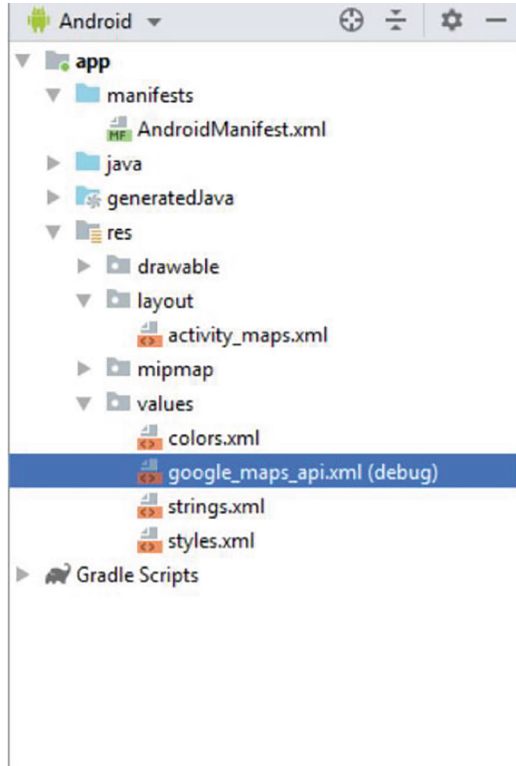 Android
app
manifests
MF AndroidManifest.xml
java
generatedJava
res
drawable
layout
activity_maps.xml
mipmap
values
colors.xml
google_maps_api.xml (debug)
strings.xml
styles.xml
Gradle Scripts